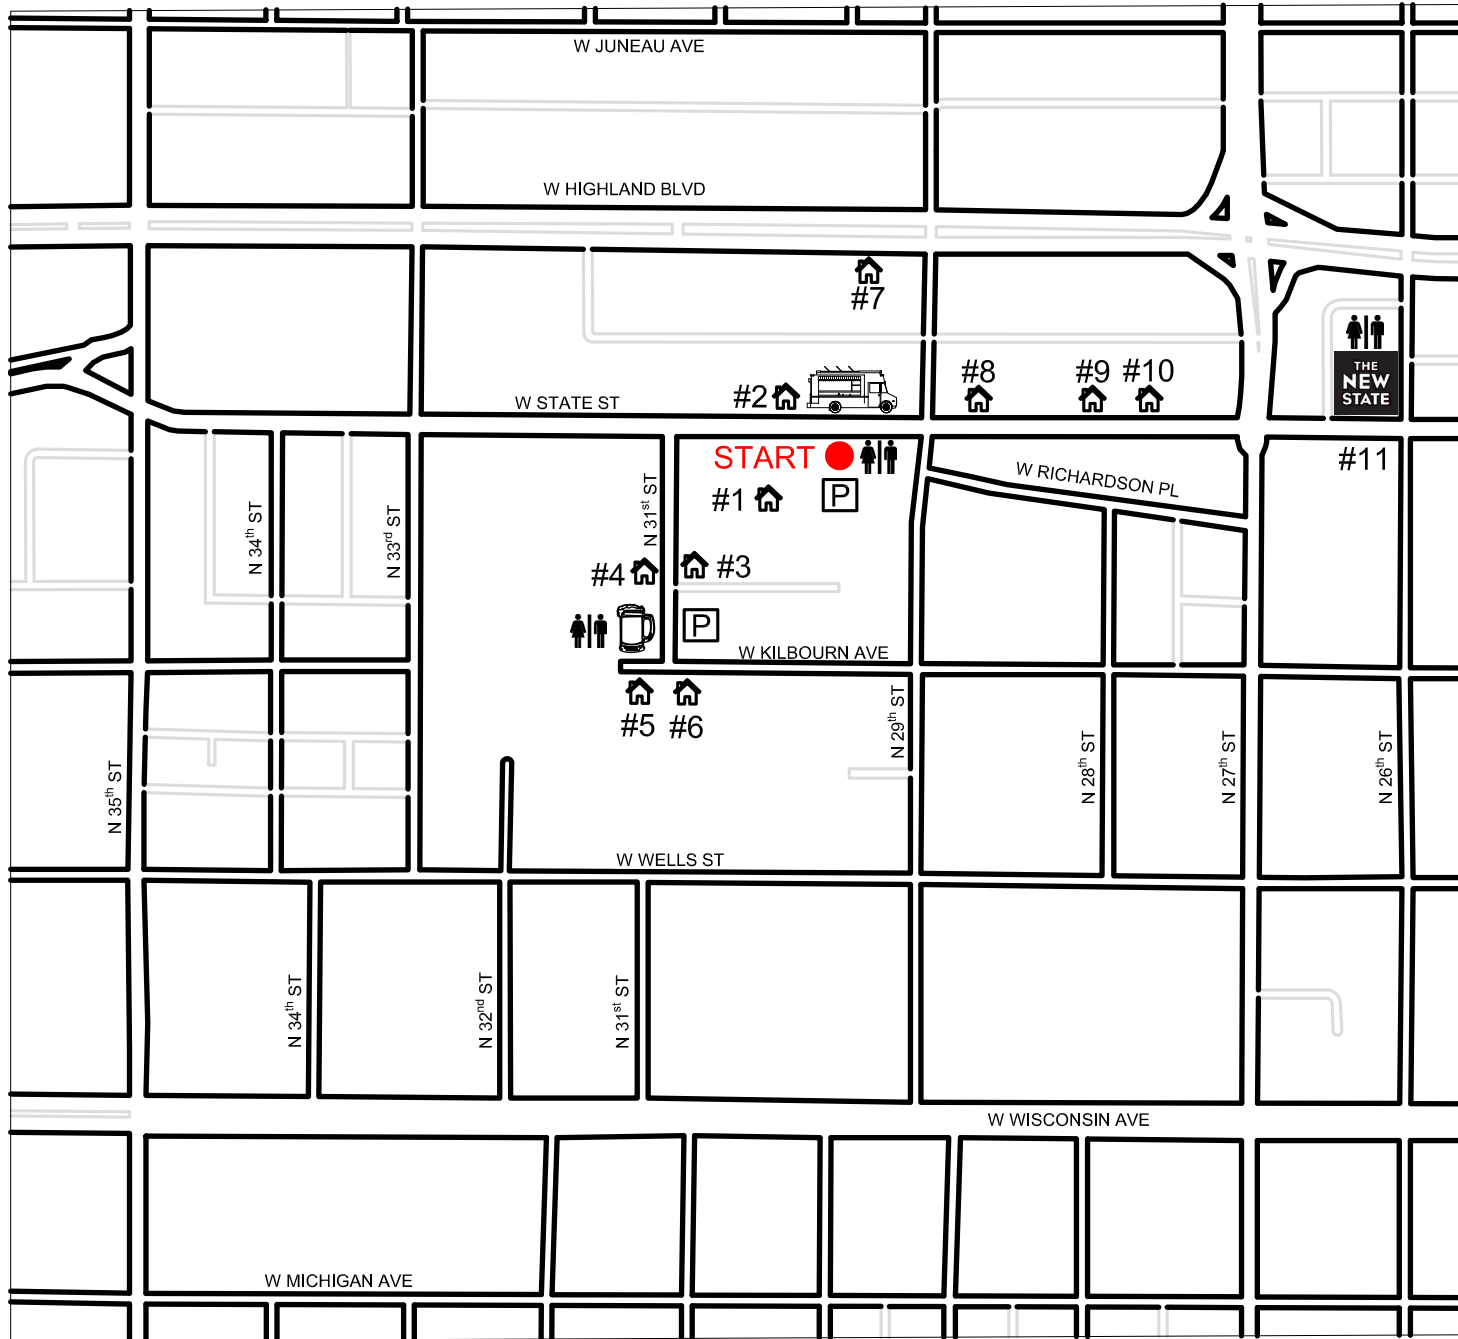 W JUNEAU AVE
W HIGHLAND BLVD
#7
THE
NEW
STATE
#2
#8
#9
#10
W STATE ST
START
#11
#1
P
W RICHARDSON PL
N 31st ST
N 34th ST
N 33rd ST
#4
#3
P
W KILBOURN AVE
#5
#6
N 29th ST
N 35th ST
N 28th ST
N 27th ST
N 26th ST
W WELLS ST
N 34th ST
N 32nd ST
N 31st ST
W WISCONSIN AVE
W MICHIGAN AVE